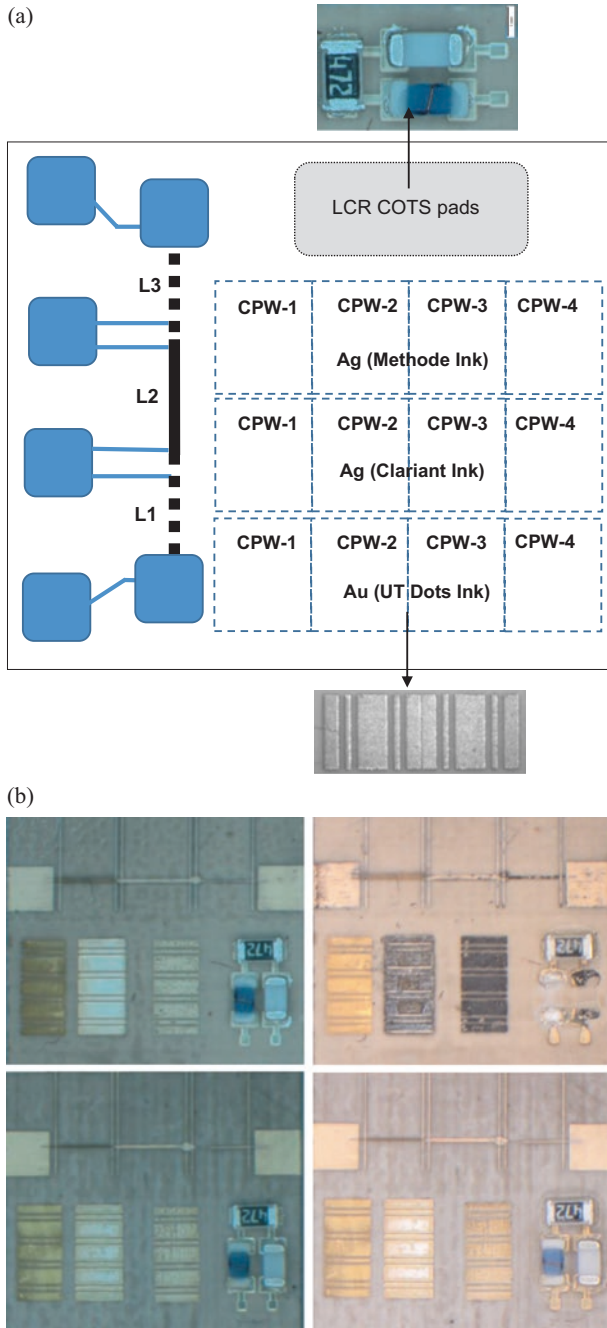 (a)
472
LCR COTS pads
L3
CPW-1 CPW-2 CPW-3 CPW-4
Ag (Methode Ink)
L2
CPW-1 CPW-2 CPW-3 CPW-4
Ag (Clariant Ink)
L1
CPW-1 CPW-2 CPW-3 CPW-4
Au (UT Dots Ink)
(b)
472
472
472
472